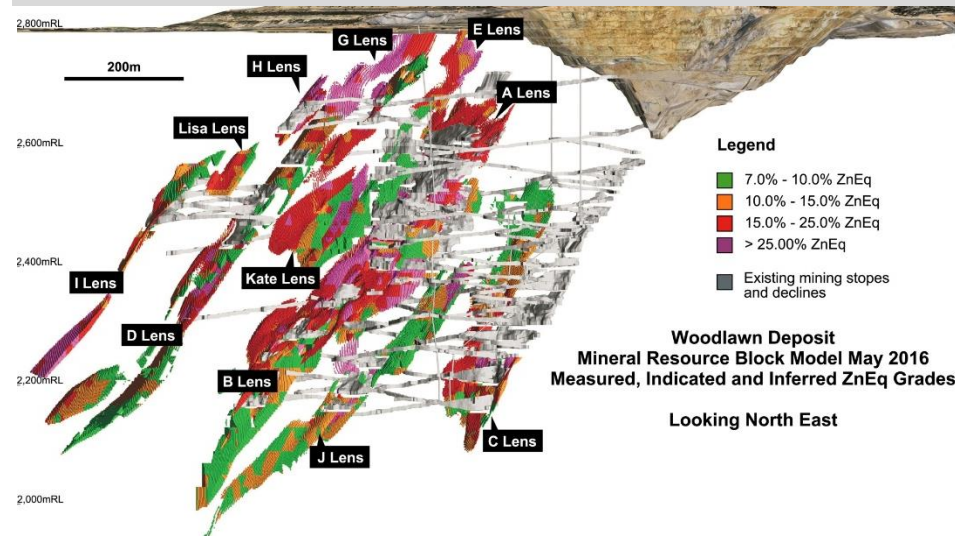 2,800mRL
G Lens
E Lens
200m
H Lens
A Lens
Lisa Lens
2,600mRL
Legend
7.0% - 10.0% ZnEq
10.0% - 15.0% ZnEq
15.0% - 25.0% ZnEq
> 25.00% ZnEq
Existing mining stopes
and declines
2,400mRL
I Lens
Kate Lens
D Lens
Woodlawn Deposit
Mineral Resource Block Model May 2016
Measured, Indicated and Inferred ZnEq Grades
Looking North East
2,200mRL
B Lens
J Lens
C Lens
2,000mRL